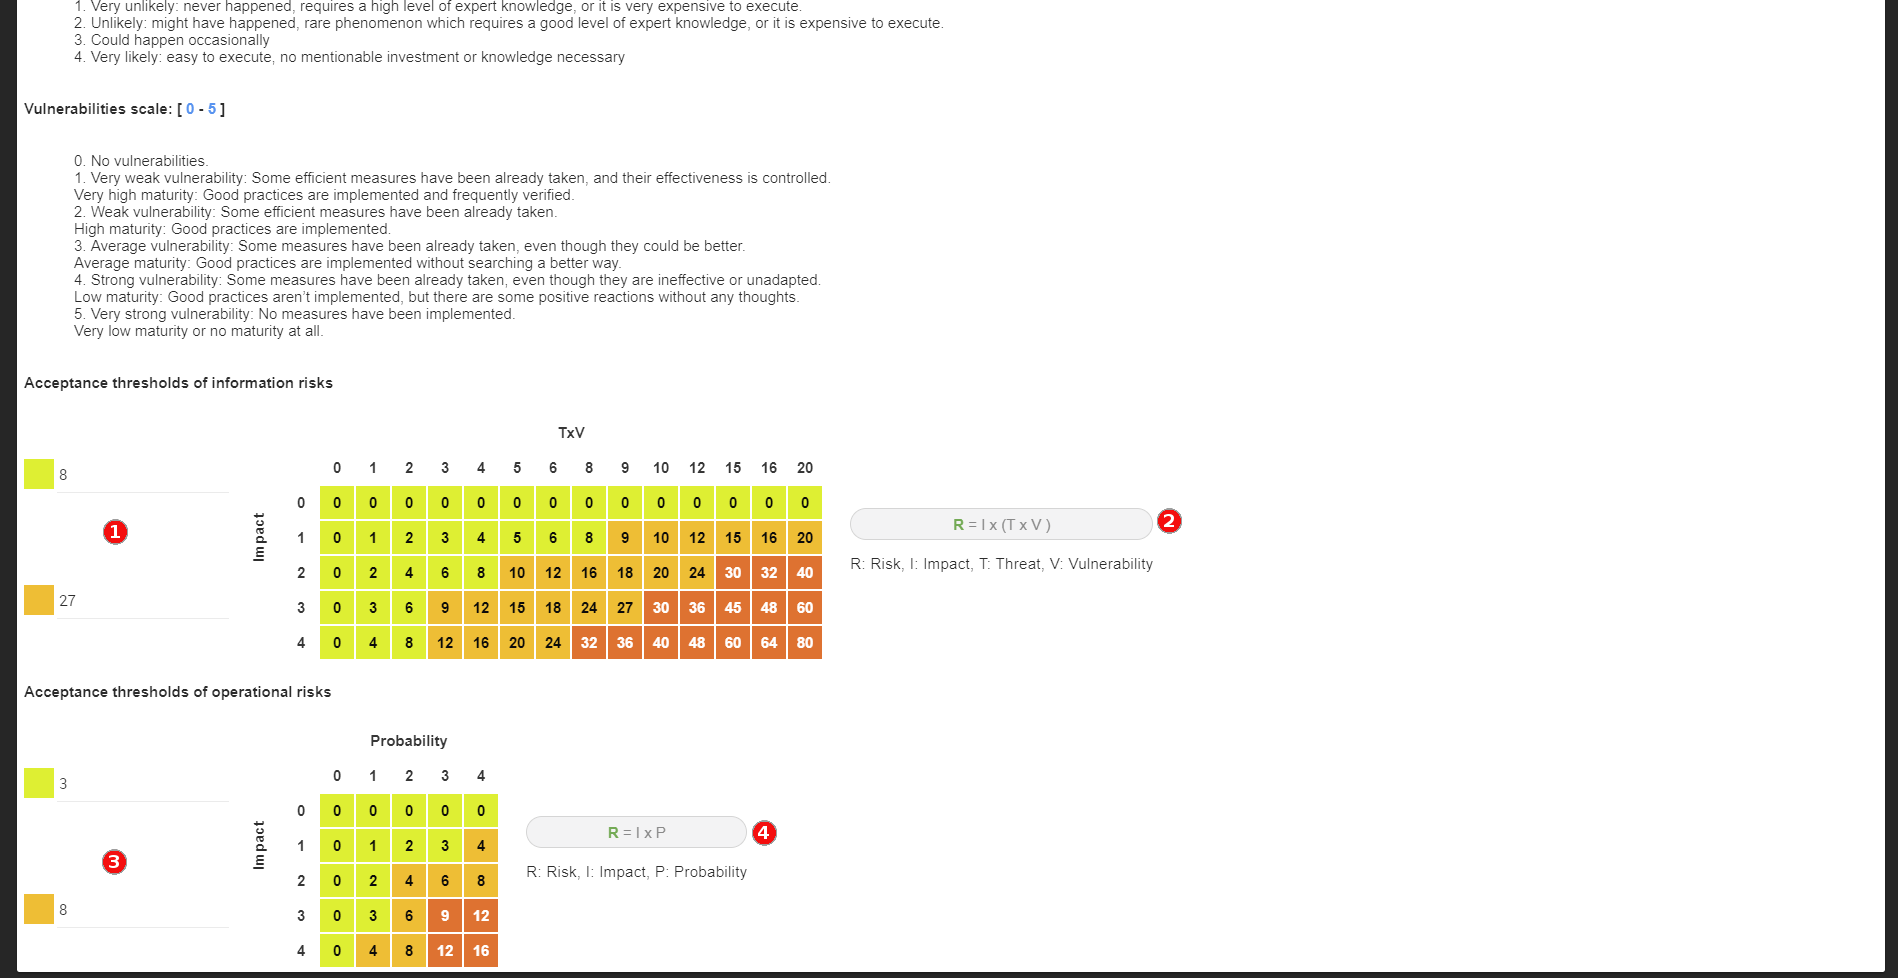 1. Very unlikely: never happened, requires a high level of expert knowledge, or it is very expensive to execute.
2. Unlikely: might have happened, rare phenomenon which requires a good level of expert knowledge, or it is expensive to execute.
3. Could happen occasionally
4. Very likely: easy to execute, no mentionable investment or knowledge necessary
Vulnerabilities scale: [ 0 - 5 ]
0. No vulnerabilities.
1. Very weak vulnerability: Some efficient measures have been already taken, and their effectiveness is controlled.
Very high maturity: Good practices are implemented and frequently verified.
2. Weak vulnerability: Some efficient measures have been already taken.
High maturity: Good practices are implemented.
3. Average vulnerability: Some measures have been already taken, even though they could be better.
Average maturity: Good practices are implemented without searching a better way.
4. Strong vulnerability: Some measures have been already taken, even though they are ineffective or unadapted.
Low maturity: Good practices aren't implemented, but there are some positive reactions without any thoughts.
5. Very strong vulnerability: No measures have been implemented.
Very low maturity or no maturity at all.
Acceptance thresholds of information risks
8
1
27
TxV
Impact
0 1 2 3 4 5 6 8 9 10 12 15 16 20
0 0 0 0 0 0 0 0 0 0 0 0 0 0 0
1 0 1 2 3 4 5 6 8 9 10 12 15 16 20
2 0 2 4 6 8 10 12 16 18 20 24 30 32 40
3 0 3 6 9 12 15 18 24 27 30 36 45 48 60
4 0 4 8 12 16 20 24 32 36 40 48 60 64 80
R = I x (T x V )
2
R: Risk, I: Impact, T: Threat, V: Vulnerability
Acceptance thresholds of operational risks
3
3
8
Probability
Impact
0 1 2 3 4
0 0 0 0 0 0
1 0 1 2 3 4
2 0 2 4 6 8
3 0 3 6 9 12
4 0 4 8 12 16
R = I x P
4
R: Risk, I: Impact, P: Probability